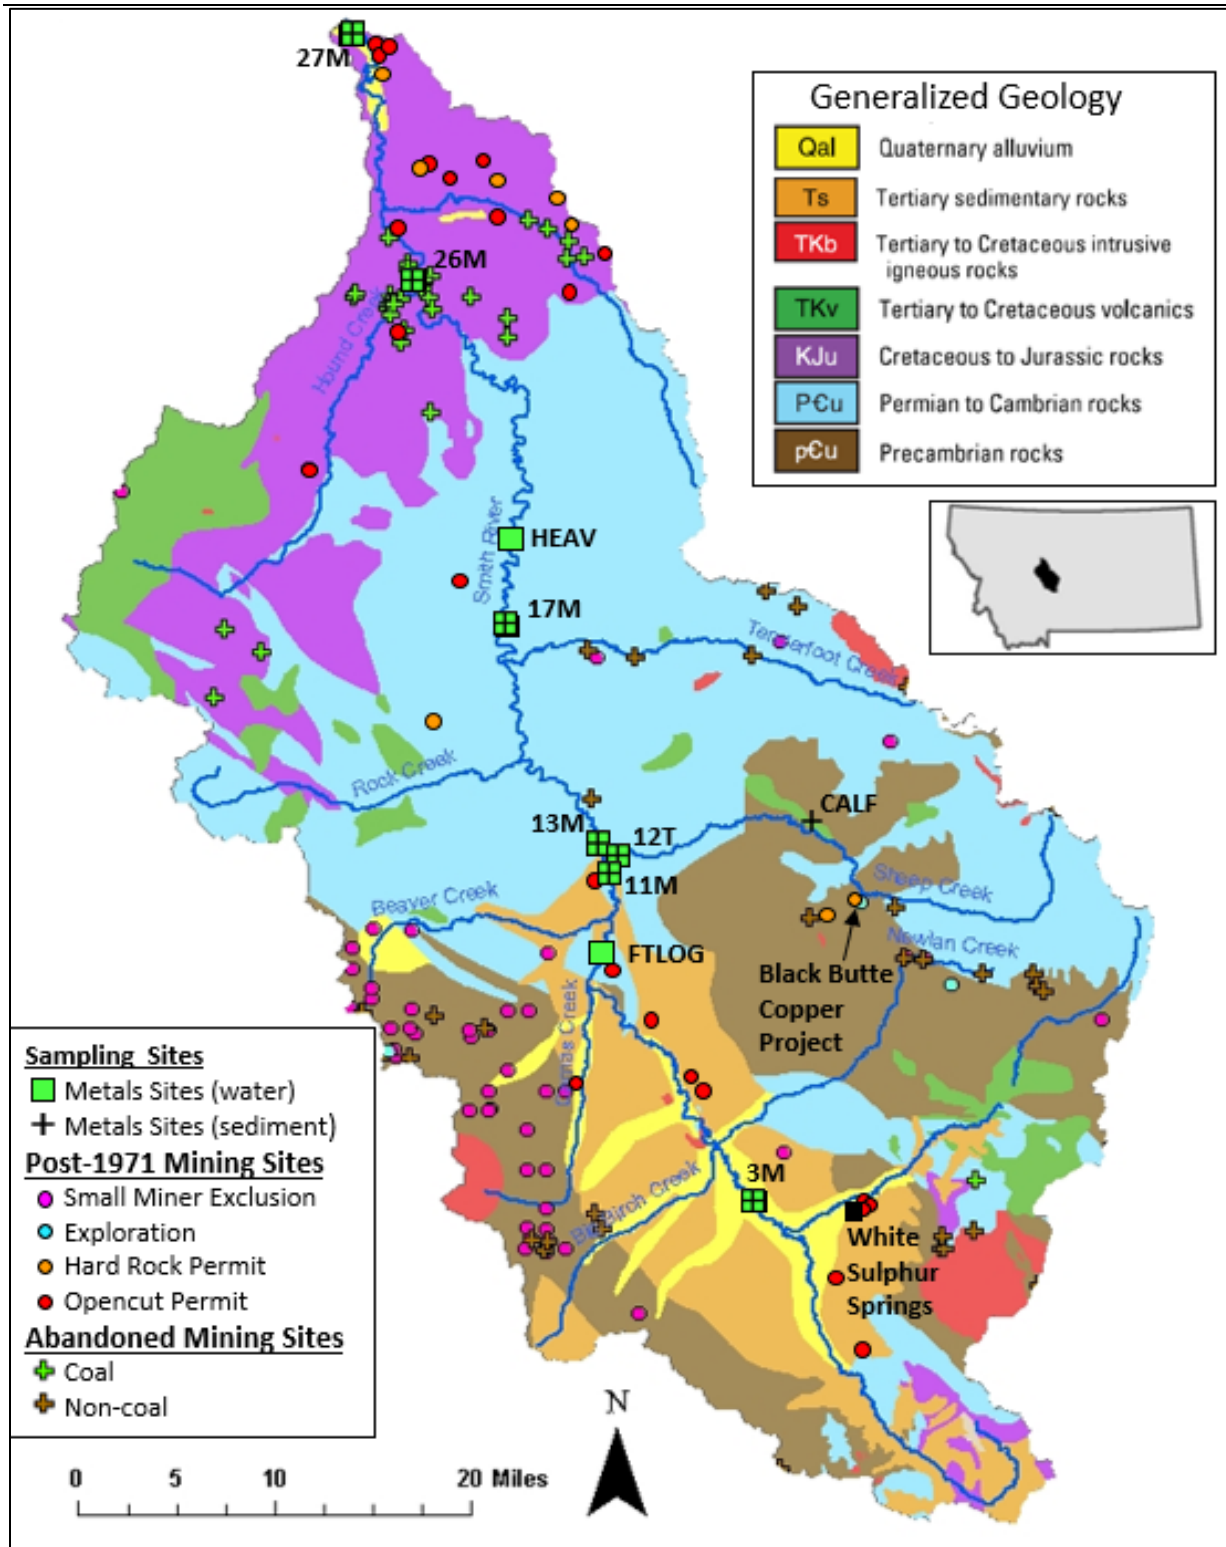 27M
Generalized Geology
Qal Quaternary alluvium
Ts Tertiary sedimentary rocks
TKb Tertiary to Cretaceous intrusive
igneous rocks
TKv Tertiary to Cretaceous volcanics
KJu Cretaceous to Jurassic rocks
P€u Permian to Cambrian rocks
p€u Precambrian rocks
26M
Hound Creek
Smith River
HEAV
17M
Tenderfoot Creek
Rock Creek
CALF
13M
12T
11M
Sheep Creek
Beaver Creek
Newlan Creek
FTLOG
Black Butte
Copper
Project
Creek
3M
Birch Creek
White
Sulphur
Springs
Sampling Sites
Metals Sites (water)
Metals Sites (sediment)
Post-1971 Mining Sites
Small Miner Exclusion
Exploration
Hard Rock Permit
Opencut Permit
Abandoned Mining Sites
Coal
Non-coal
N
0 5 10 20 Miles